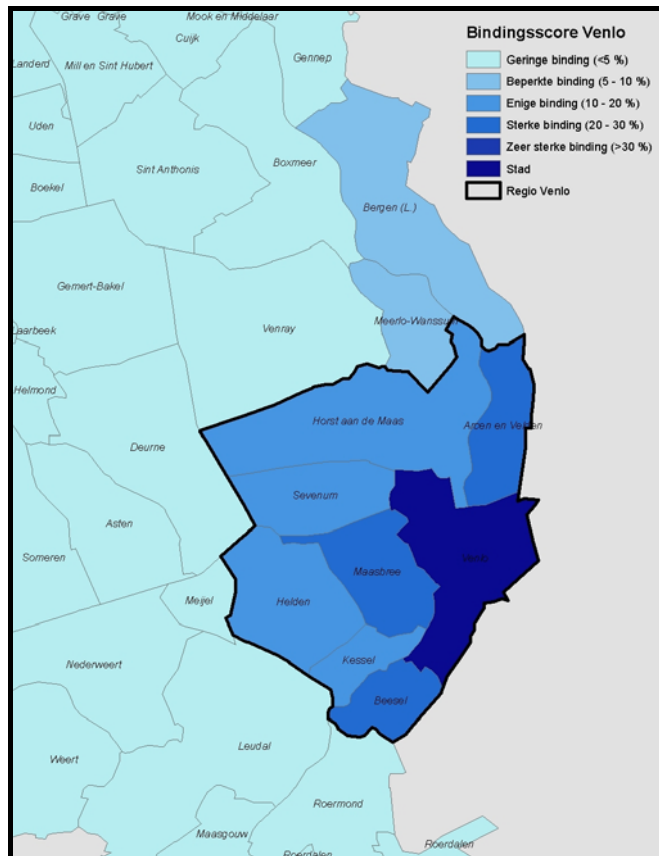 Bindingsscore Venlo
Geringe binding (<5 %)
Beperkte binding (5 - 10 %)
Enige binding (10 - 20 %)
Sterke binding (20 - 30 %)
Zeer sterke binding (>30 %)
Stad
Regio Venlo
Grave Grave
Mook en Middelaar
Cuijk
Gennep
Landerd
Mill en Sint Hubert
Uden
Boxmeer
Sint Anthonis
Boekel
Bergen (L.)
Gemert-Bakel
Meerlo-Wanssum
Venray
Laarbeek
Helmond
Horst aan de Maas
Arcen en Velden
Deurne
Sevenum
Asten
Someren
Venlo
Maasbree
Meijel
Helden
Kessel
Nederweert
Beesel
Leudal
Weert
Roermond
Maasgouw
Roerdalen
Roerdalen